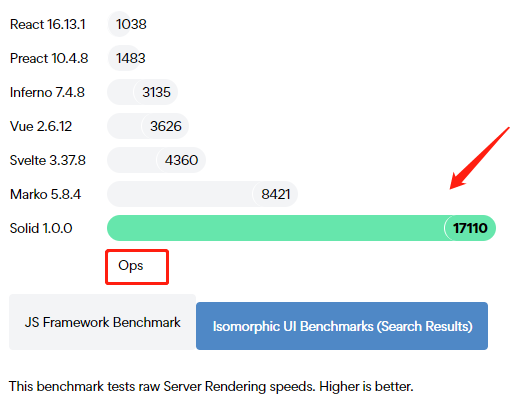 React 16.13.1 1038
Preact 10.4.8 1483
Inferno 7.4.8 3135
Vue 2.6.12 3626
Svelte 3.37.8 4360
Marko 5.8.4 8421
Solid 1.0.0 17110
Ops
JS Framework Benchmark
Isomorphic UI Benchmarks (Search Results)
This benchmark tests raw Server Rendering speeds. Higher is better.